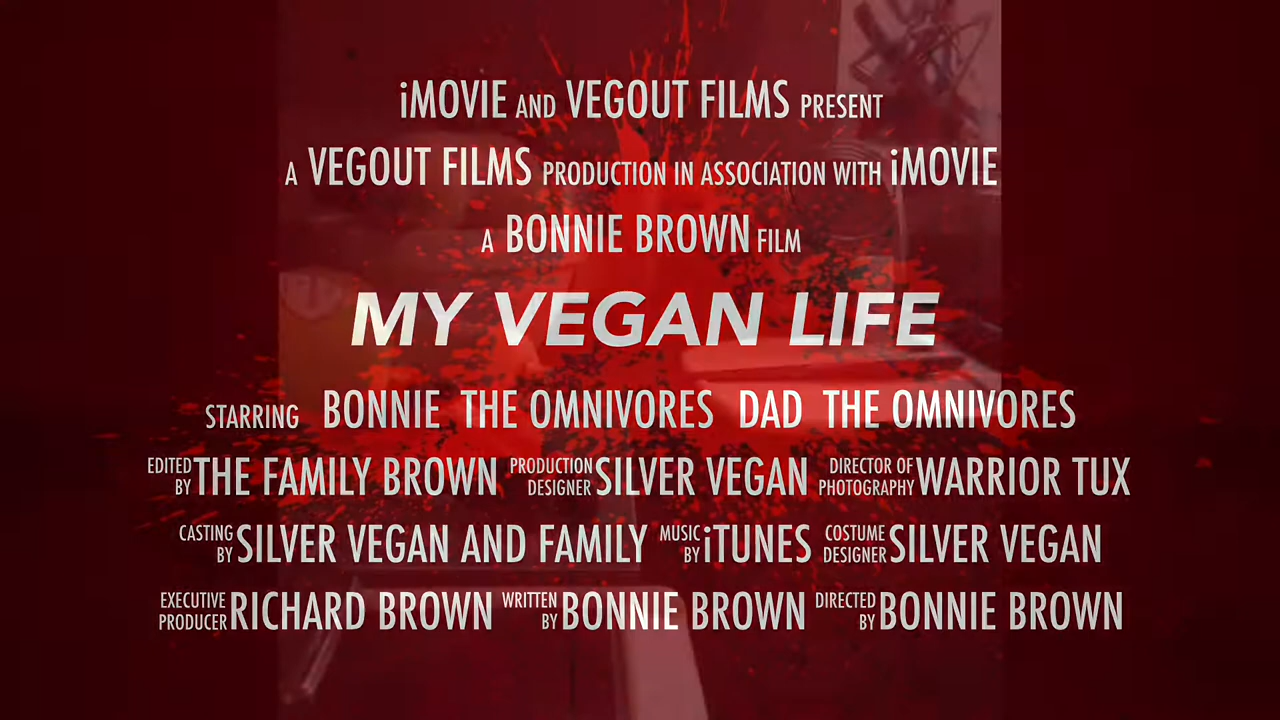 iMOVIE AND VEGOUT FILMS PRESENT
A VEGOUT FILMS PRODUCTION IN ASSOCIATION WITH iMOVIE
A BONNIE BROWN FILM
MY VEGAN LIFE
STARRING BONNIE THE OMNIVORES DAD THE OMNIVORES
EDITED BY THE FAMILY BROWN PRODUCTION DESIGNER SILVER VEGAN DIRECTOR OF PHOTOGRAPHY WARRIOR TUX
CASTING BY SILVER VEGAN AND FAMILY MUSIC BY iTUNES COSTUME DESIGNER SILVER VEGAN
EXECUTIVE PRODUCER RICHARD BROWN WRITTEN BY BONNIE BROWN DIRECTED BY BONNIE BROWN